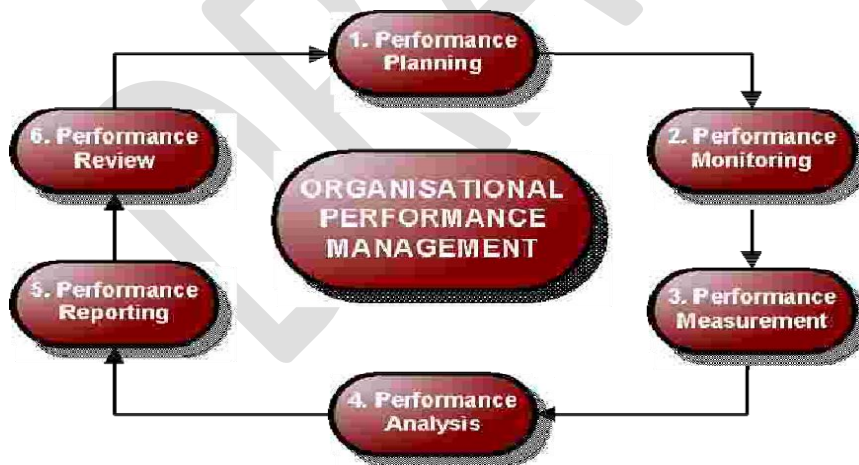 1. Performance
Planning
2. Performance
Monitoring
3. Performance
Measurement
4. Performance
Analysis
5. Performance
Reporting
6. Performance
Review
ORGANISATIONAL
PERFORMANCE
MANAGEMENT